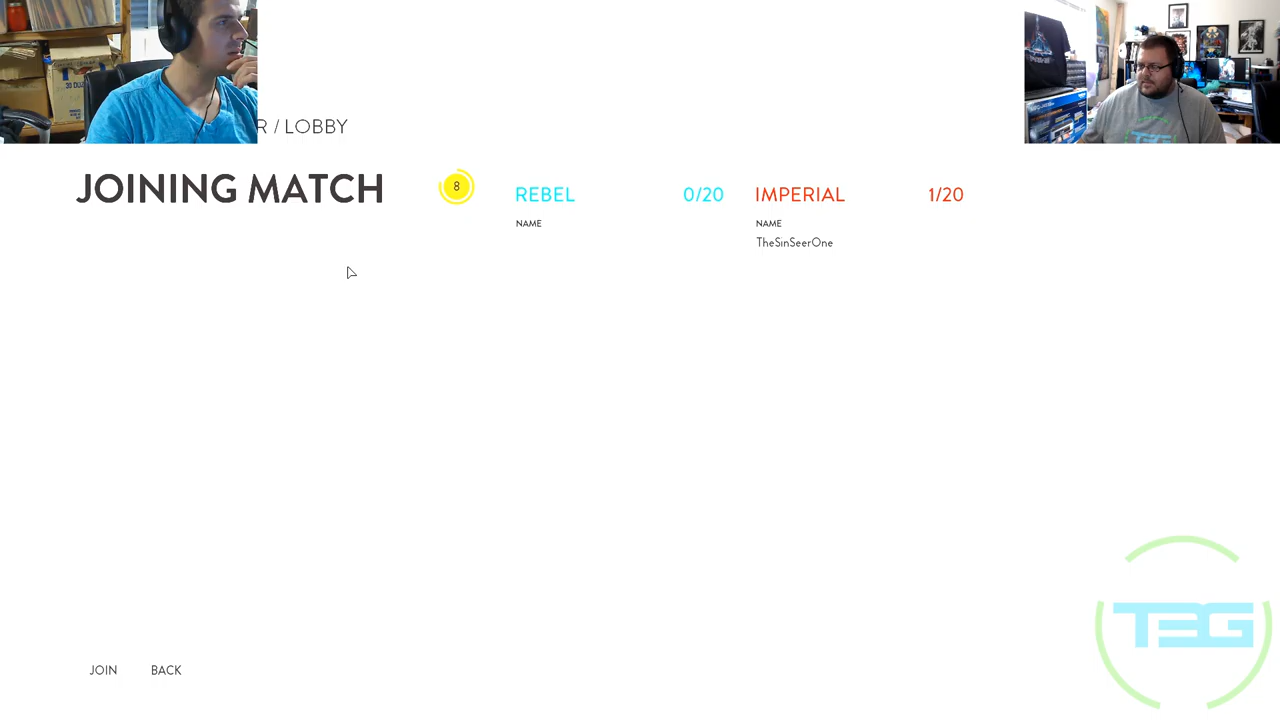 R / LOBBY
JOINING MATCH
8
REBEL 0/20
NAME
IMPERIAL 1/20
NAME
TheSinSeerOne
JOIN BACK
TBG